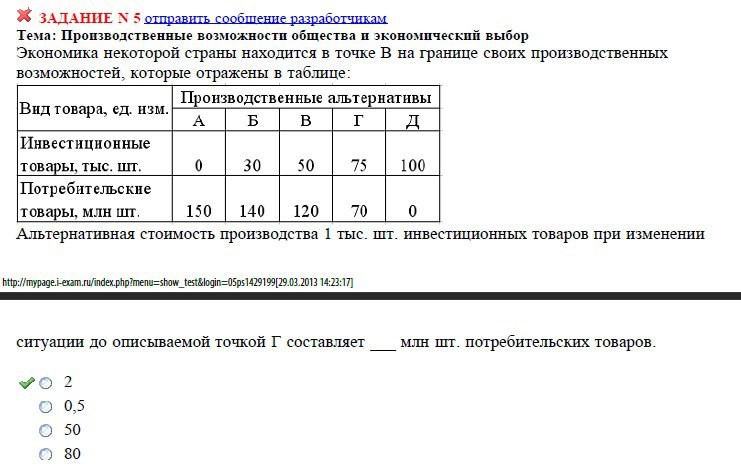 ЗАДАНИЕ N 5 отправить сообщение разработчикам
Тема: Производственные возможности общества и экономический выбор
Экономика некоторой страны находится в точке В на границе своих производственных
возможностей, которые отражены в таблице:
Вид товара, ед. изм. Производственные альтернативы
А Б В Г Д
Инвестиционные
товары, тыс. шт. 0 30 50 75 100
Потребительские
товары, млн шт. 150 140 120 70 0
Альтернативная стоимость производства 1 тыс. шт. инвестиционных товаров при изменении
http://mypage.i-exam.ru/index.php?menu=show_test&login=05ps1429199[29.03.2013 14:23:17]
ситуации до описываемой точкой Г составляет ___ млн шт. потребительских товаров.
2
0,5
50
80